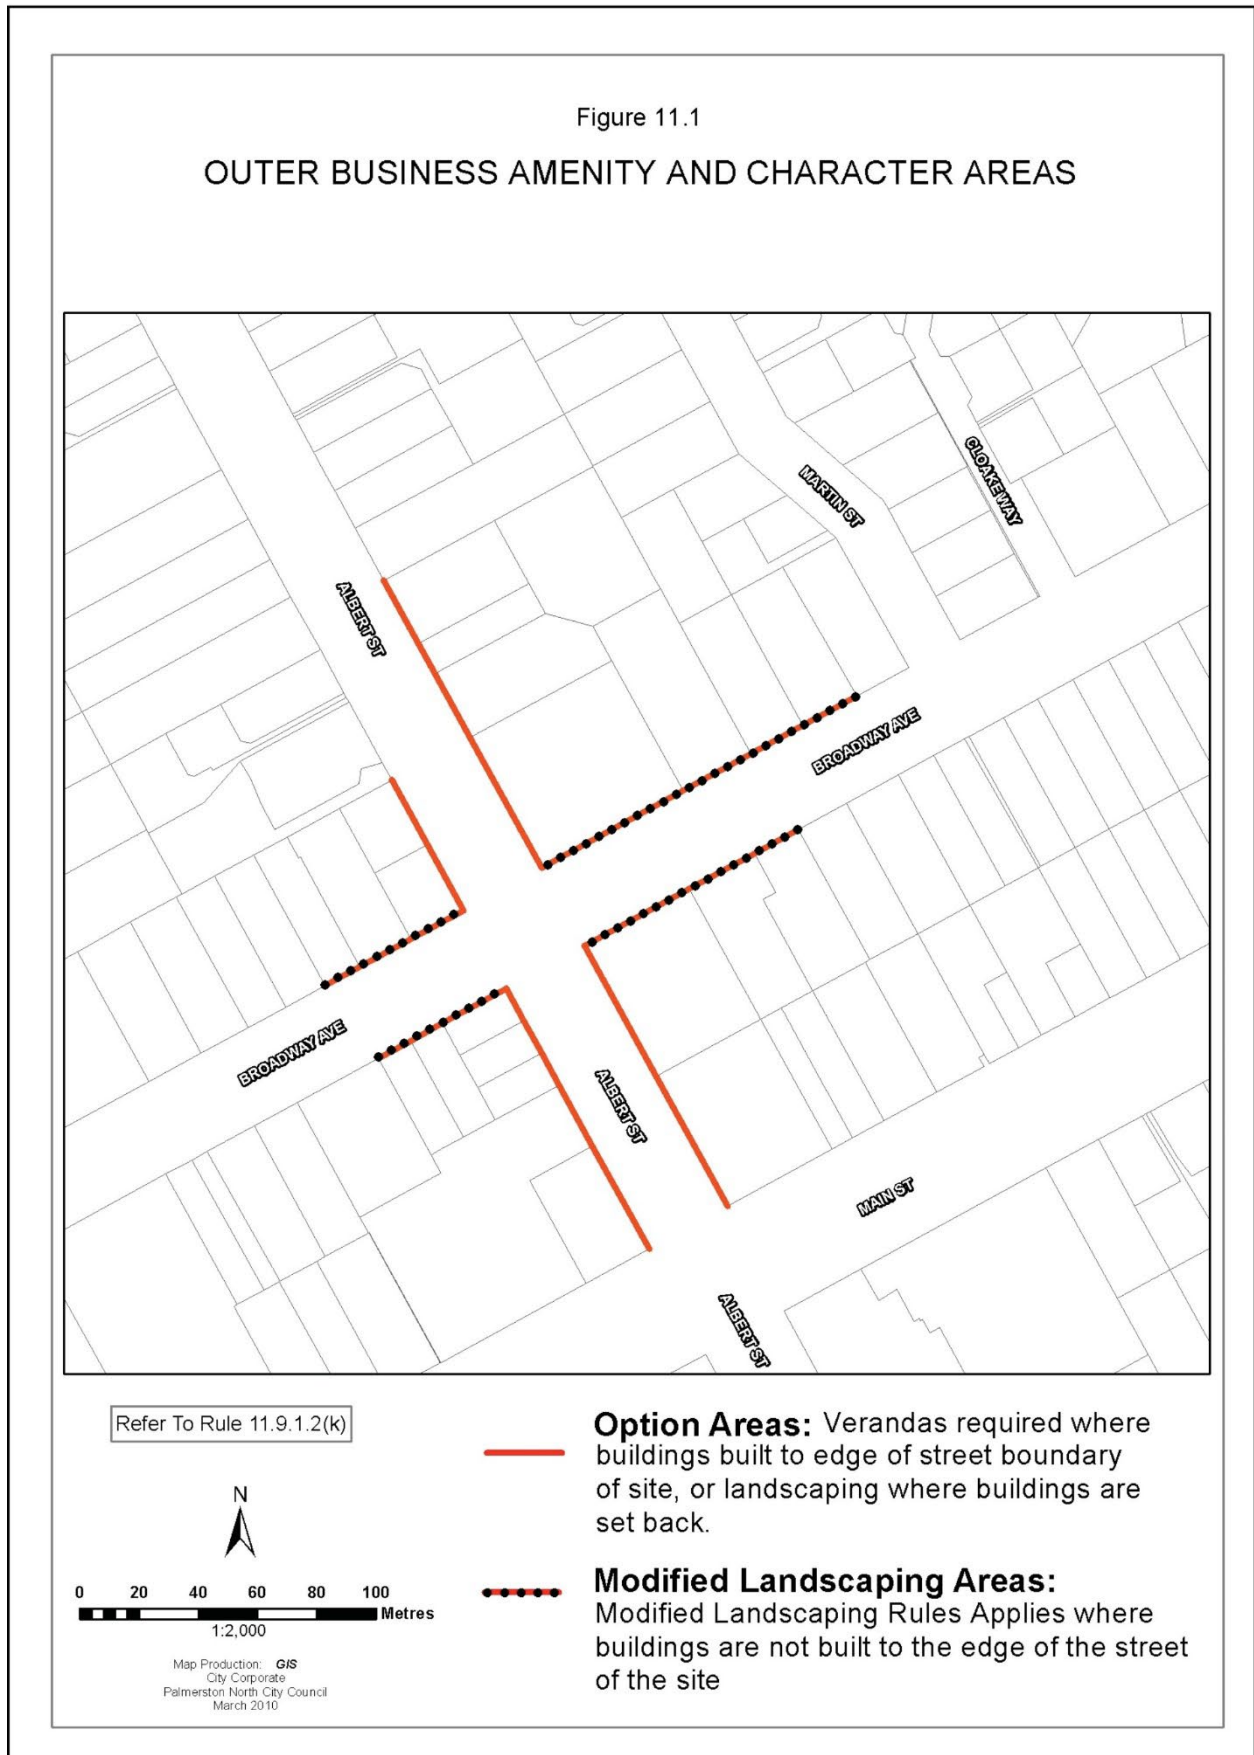 Figure 11.1
OUTER BUSINESS AMENITY AND CHARACTER AREAS
CLOAKE WAY
MARTIN ST
ALBERT ST
BROADWAY AVE
BROADWAY AVE
ALBERT ST
MAIN ST
ALBERT ST
Refer To Rule 11.9.1.2(k)
N
0 20 40 60 80 100
Metres
1:2,000
Map Production: GIS
City Corporate
Palmerston North City Council
March 2010
Option Areas: Verandas required where
buildings built to edge of street boundary
of site, or landscaping where buildings are
set back.
Modified Landscaping Areas:
Modified Landscaping Rules Applies where
buildings are not built to the edge of the street
of the site